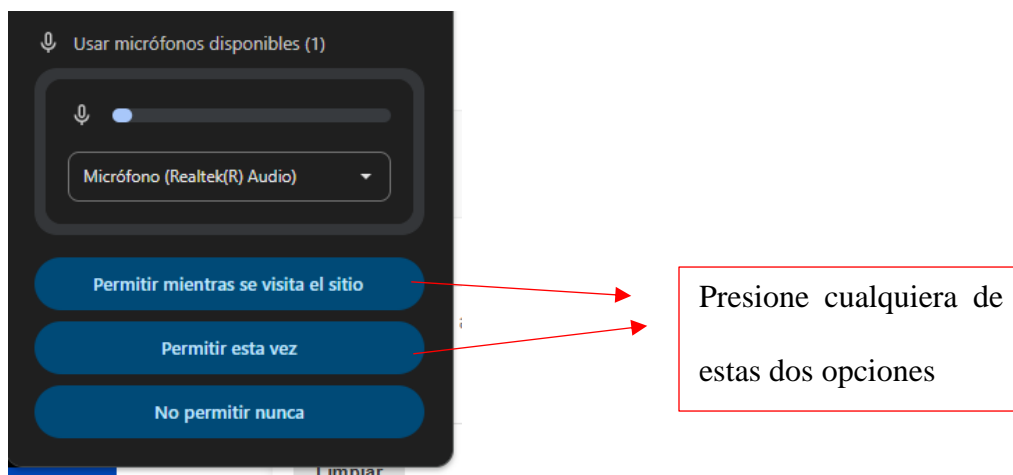 Usar micrófonos disponibles (1)
Micrófono (Realtek(R) Audio)
Permitir mientras se visita el sitio
Permitir esta vez
No permitir nunca
Presione cualquiera de
estas dos opciones
Limpiar